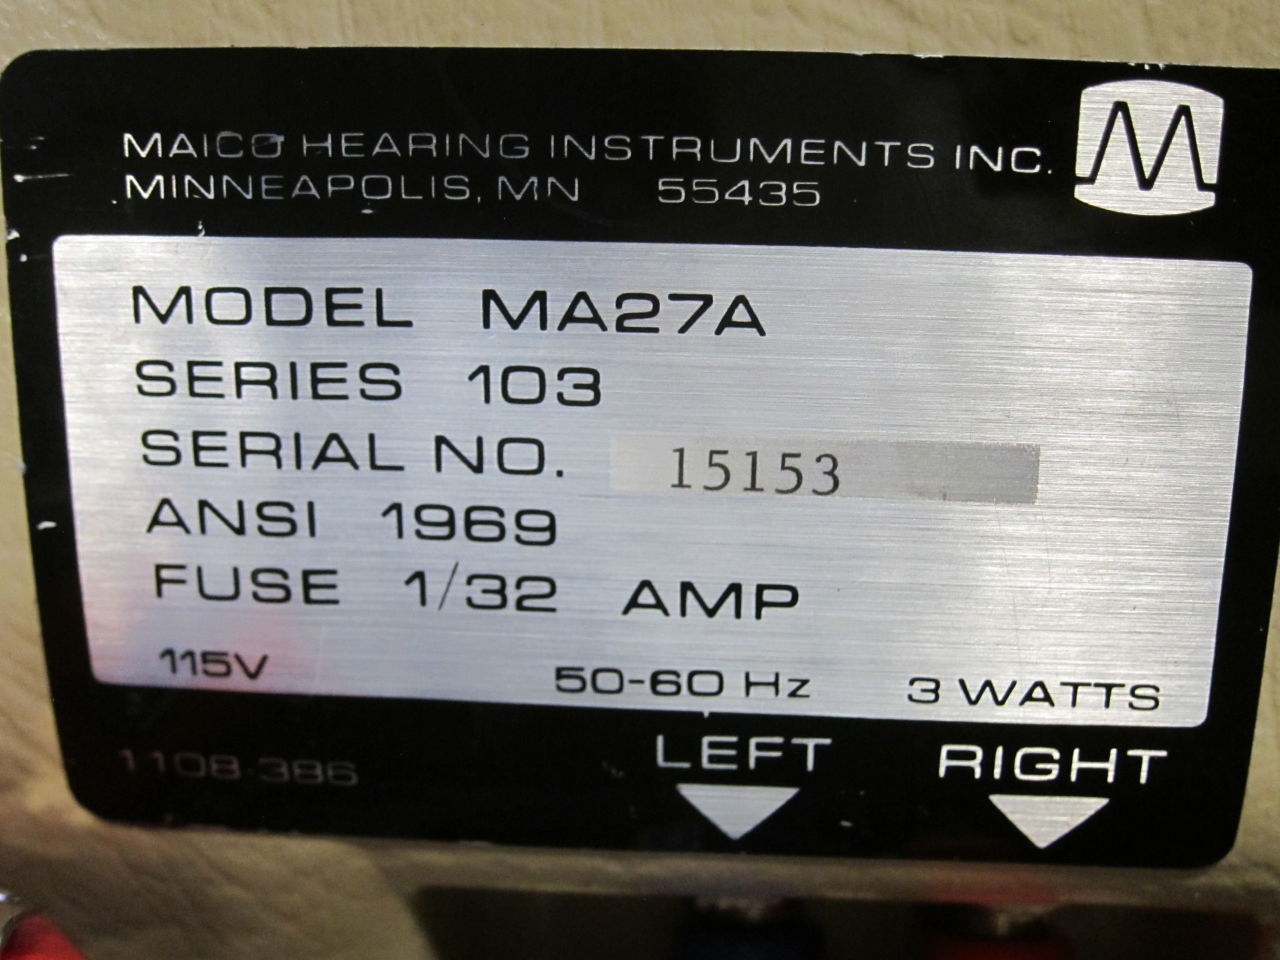 MAICO HEARING INSTRUMENTS INC.
MINNEAPOLIS, MN 55435
M
MODEL MA27A
SERIES 103
SERIAL NO. 15153
ANSI 1969
FUSE 1/32 AMP
115V 50-60 Hz 3 WATTS
LEFT RIGHT
1108-386